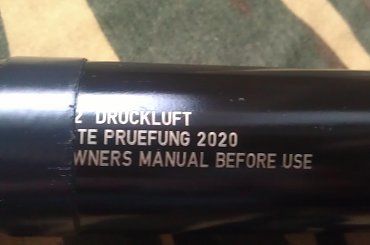 2 DRUCKLUFT
TE PRUEFUNG 2020
WNERS MANUAL BEFORE USE